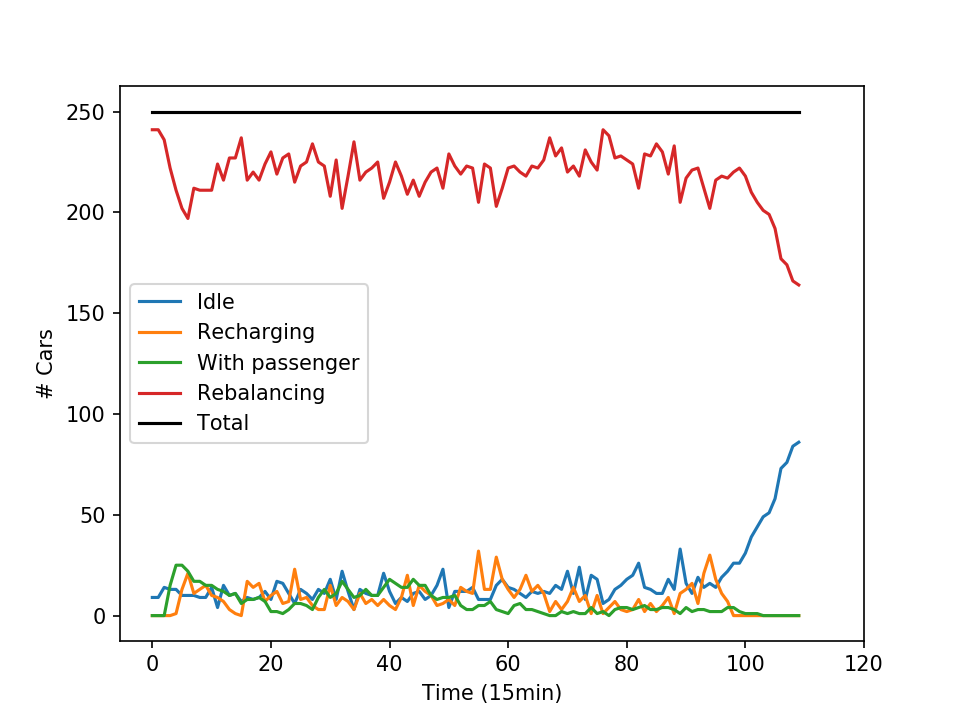 250
200
150
100
50
0
# Cars
Idle
Recharging
With passenger
Rebalancing
Total
0 20 40 60 80 100 120
Time (15min)